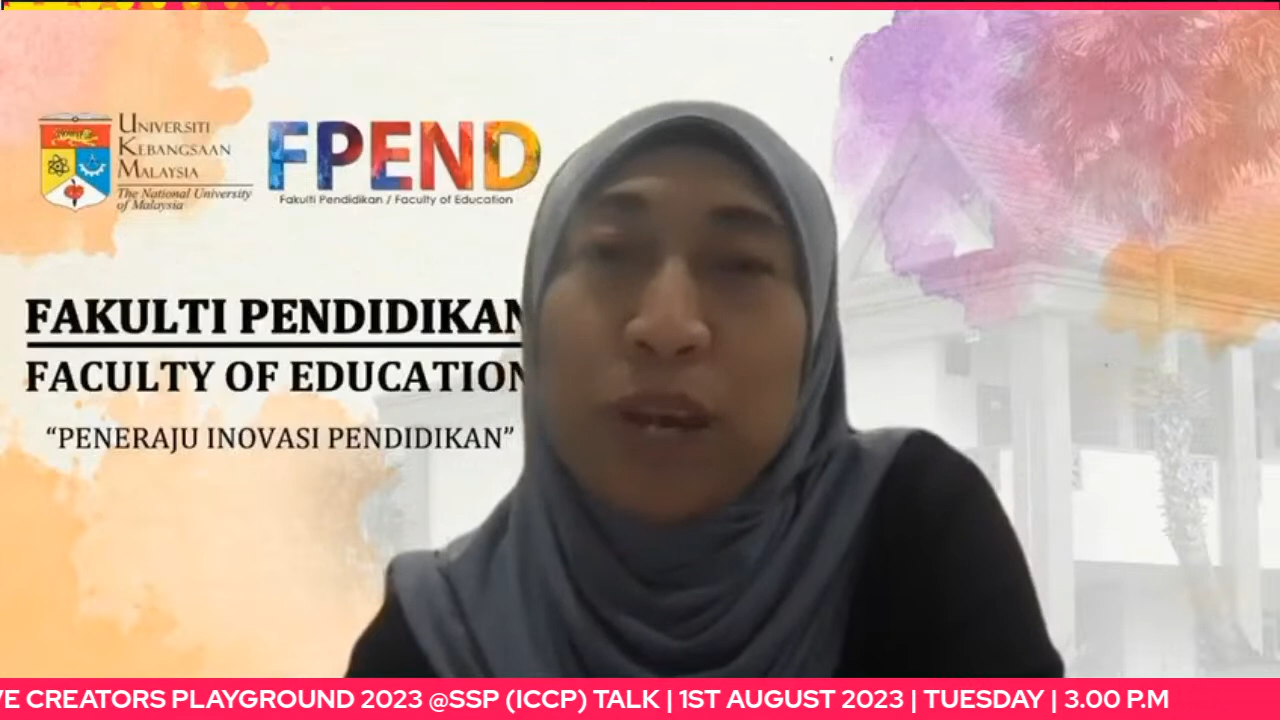 UNIVERSITI
KEBANGSAAN
MALAYSIA
The National University
of Malaysia
FPEND
Fakulti Pendidikan / Faculty of Education
FAKULTI PENDIDIKAN
FACULTY OF EDUCATION
“PENERAJU INOVASI PENDIDIKAN”
VE CREATORS PLAYGROUND 2023 @SSP (ICCP) TALK | 1ST AUGUST 2023 | TUESDAY | 3.00 P.M